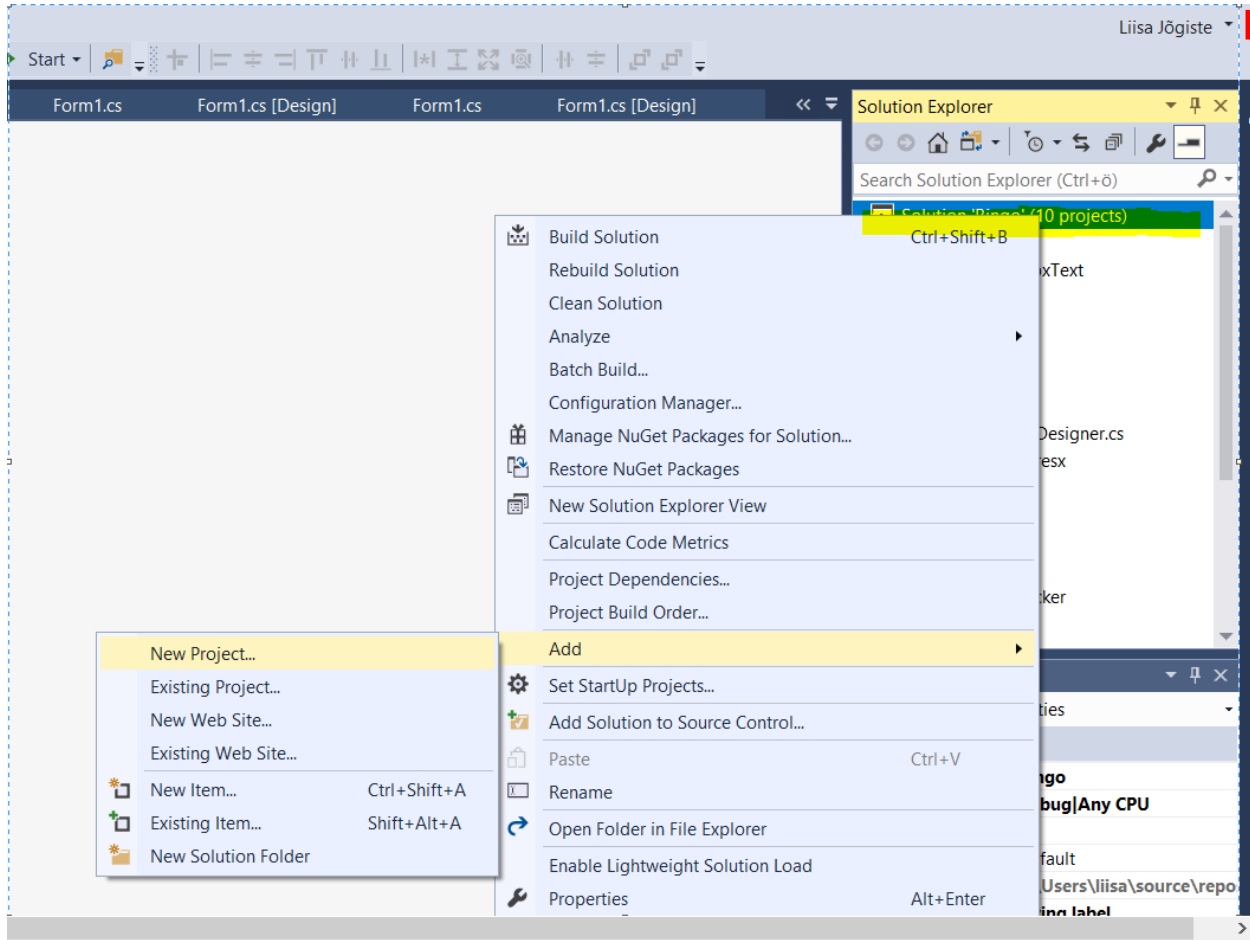 Liisa Jõgiste
Start
Form1.cs Form1.cs [Design] Form1.cs Form1.cs [Design]
Solution Explorer
Search Solution Explorer (Ctrl+ö)
Solution 'Bingo' (10 projects)
Build Solution Ctrl+Shift+B
Rebuild Solution
xText
Clean Solution
Analyze
Batch Build...
Configuration Manager...
Manage NuGet Packages for Solution...
Designer.cs
Restore NuGet Packages
esx
New Solution Explorer View
Calculate Code Metrics
Project Dependencies...
Project Build Order...
ker
Add
New Project...
Existing Project...
New Web Site...
Existing Web Site...
New Item... Ctrl+Shift+A
Existing Item... Shift+Alt+A
New Solution Folder
Set StartUp Projects...
Add Solution to Source Control...
Paste Ctrl+V
Rename
Open Folder in File Explorer
Enable Lightweight Solution Load
Properties Alt+Enter
ties
ngo
bug|Any CPU
fault
\Users\liisa\source\repo
ing label